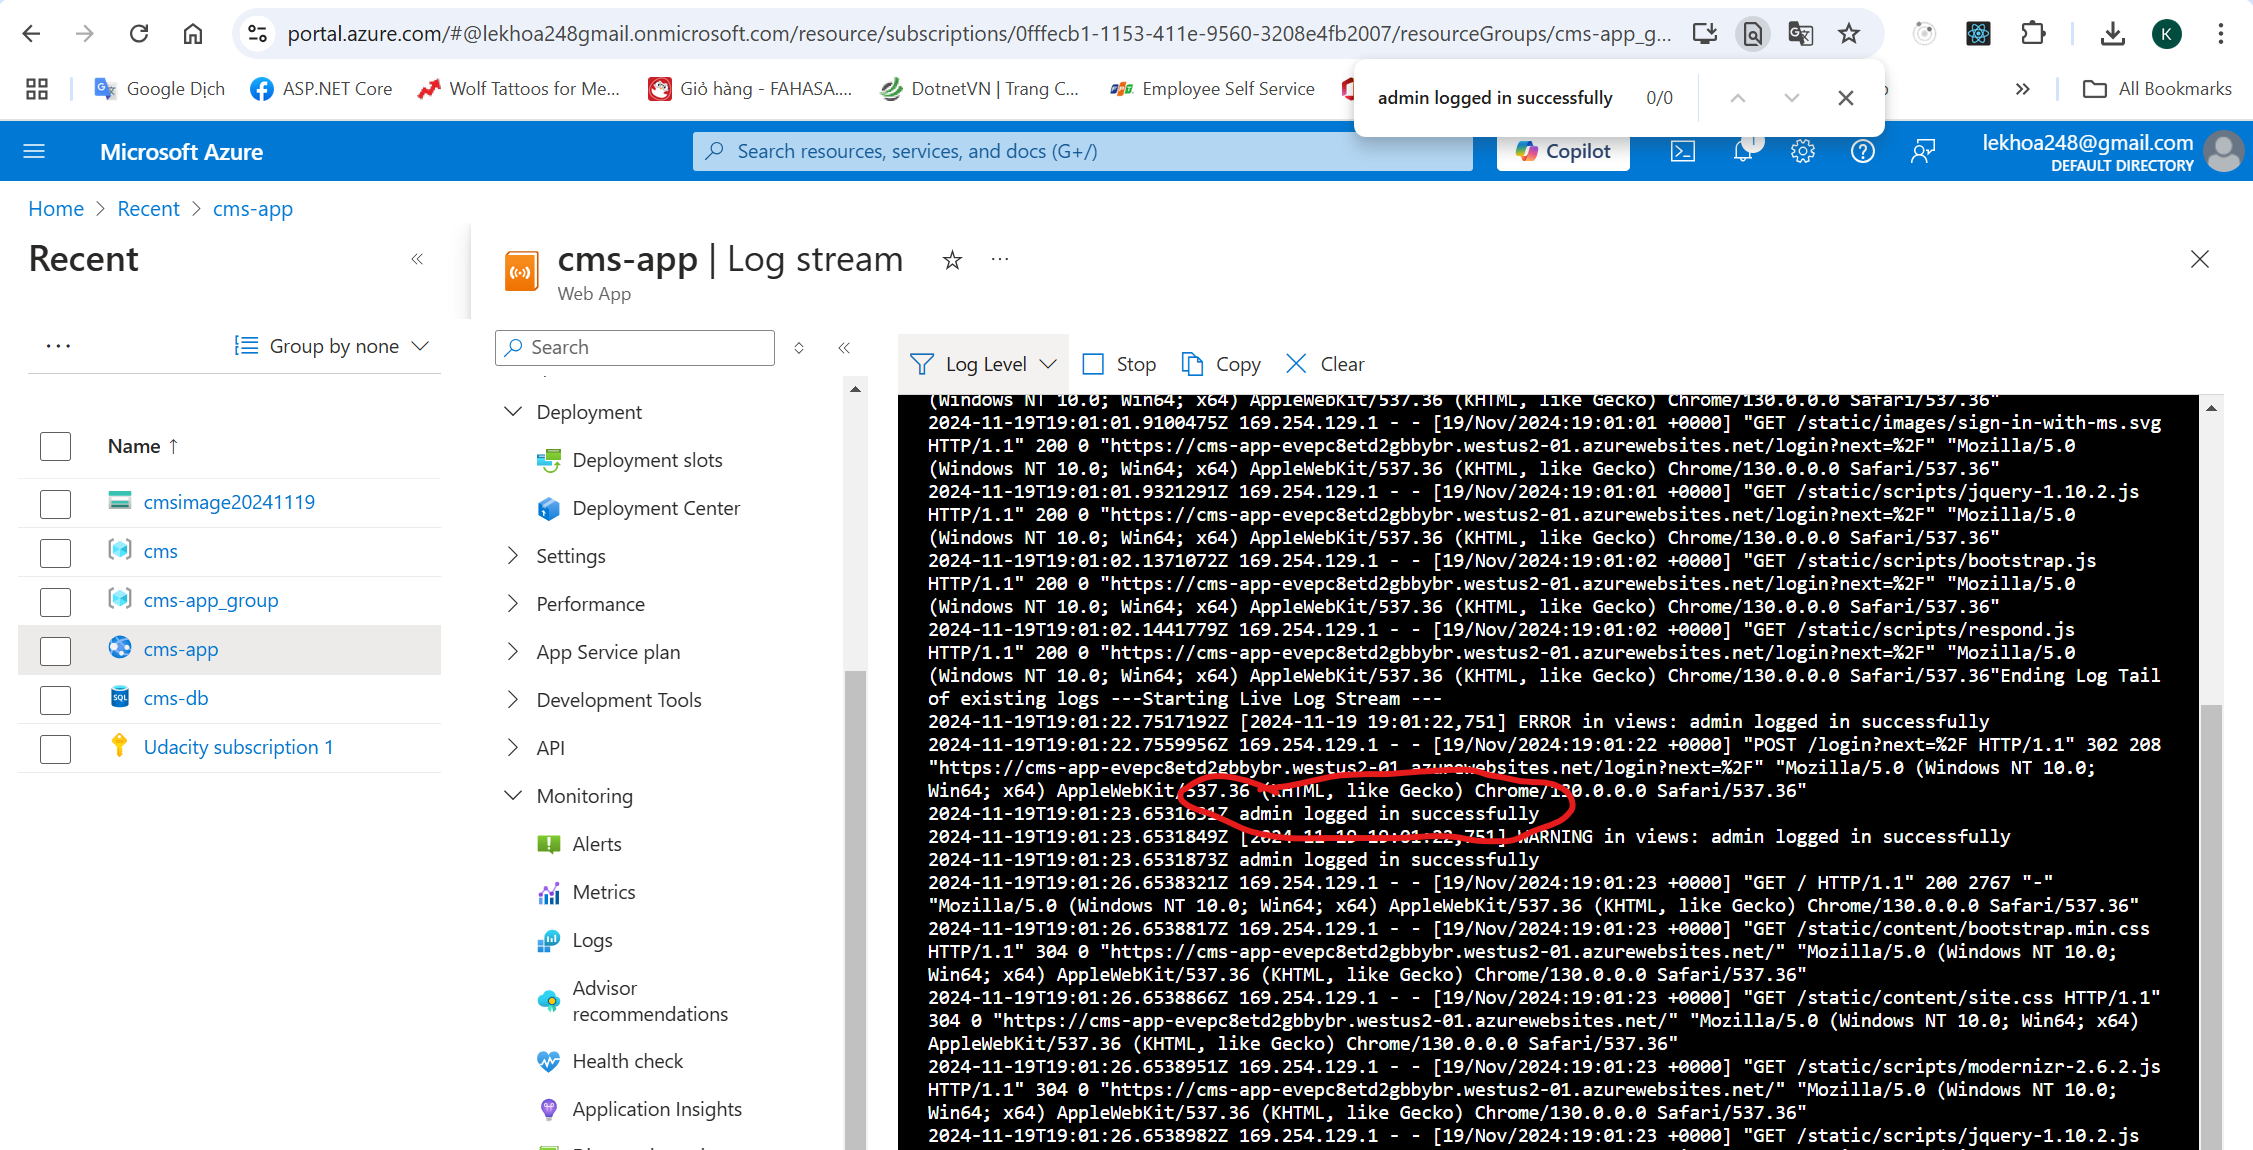 portal.azure.com/#@lekhoa248gmail.onmicrosoft.com/resource/subscriptions/0fffecb1-1153-411e-9560-3208e4fb2007/resourceGroups/cms-app_g...
K
Google Dịch
ASP.NET Core
Wolf Tattoos for Me...
Giỏ hàng - FAHASA....
DotnetVN | Trang C...
Employee Self Service
All Bookmarks
admin logged in successfully
0/0
Microsoft Azure
Search resources, services, and docs (G+/)
Copilot
1
lekhoa248@gmail.com
DEFAULT DIRECTORY
Home > Recent > cms-app
Recent
Group by none
Name ↑
cmsimage20241119
cms
cms-app_group
cms-app
SQL
cms-db
Udacity subscription 1
cms-app | Log stream
Web App
Search
Deployment
Deployment slots
Deployment Center
Settings
Performance
App Service plan
Development Tools
API
Monitoring
Alerts
Metrics
Logs
Advisor
recommendations
Health check
Application Insights
Log Level
Stop
Copy
Clear
(Windows NT 10.0; Win64; x64) AppleWebKit/537.36 (KHTML, like Gecko) Chrome/130.0.0.0 Safari/537.36"
2024-11-19T19:01:01.9100475Z 169.254.129.1 - - [19/Nov/2024:19:01:01 +0000] "GET /static/images/sign-in-with-ms.svg
HTTP/1.1" 200 0 "https://cms-app-evepc8etd2gbbybr.westus2-01.azurewebsites.net/login?next=%2F" "Mozilla/5.0
(Windows NT 10.0; Win64; x64) AppleWebKit/537.36 (KHTML, like Gecko) Chrome/130.0.0.0 Safari/537.36"
2024-11-19T19:01:01.9321291Z 169.254.129.1 - - [19/Nov/2024:19:01:01 +0000] "GET /static/scripts/jquery-1.10.2.js
HTTP/1.1" 200 0 "https://cms-app-evepc8etd2gbbybr.westus2-01.azurewebsites.net/login?next=%2F" "Mozilla/5.0
(Windows NT 10.0; Win64; x64) AppleWebKit/537.36 (KHTML, like Gecko) Chrome/130.0.0.0 Safari/537.36"
2024-11-19T19:01:02.1371072Z 169.254.129.1 - - [19/Nov/2024:19:01:02 +0000] "GET /static/scripts/bootstrap.js
HTTP/1.1" 200 0 "https://cms-app-evepc8etd2gbbybr.westus2-01.azurewebsites.net/login?next=%2F" "Mozilla/5.0
(Windows NT 10.0; Win64; x64) AppleWebKit/537.36 (KHTML, like Gecko) Chrome/130.0.0.0 Safari/537.36"
2024-11-19T19:01:02.1441779Z 169.254.129.1 - - [19/Nov/2024:19:01:02 +0000] "GET /static/scripts/respond.js
HTTP/1.1" 200 0 "https://cms-app-evepc8etd2gbbybr.westus2-01.azurewebsites.net/login?next=%2F" "Mozilla/5.0
(Windows NT 10.0; Win64; x64) AppleWebKit/537.36 (KHTML, like Gecko) Chrome/130.0.0.0 Safari/537.36"Ending Log Tail
of existing logs ---Starting Live Log Stream ---
2024-11-19T19:01:22.7517192Z [2024-11-19 19:01:22,751] ERROR in views: admin logged in successfully
2024-11-19T19:01:22.7559956Z 169.254.129.1 - - [19/Nov/2024:19:01:22 +0000] "POST /login?next=%2F HTTP/1.1" 302 208
"https://cms-app-evepc8etd2gbbybr.westus2-01.azurewebsites.net/login?next=%2F" "Mozilla/5.0 (Windows NT 10.0;
Win64; x64) AppleWebKit/537.36 (KHTML, like Gecko) Chrome/130.0.0.0 Safari/537.36"
2024-11-19T19:01:23.6531631Z admin logged in successfully
2024-11-19T19:01:23.6531849Z [2024-11-19 19:01:22,751] WARNING in views: admin logged in successfully
2024-11-19T19:01:23.6531873Z admin logged in successfully
2024-11-19T19:01:26.6538321Z 169.254.129.1 - - [19/Nov/2024:19:01:23 +0000] "GET / HTTP/1.1" 200 2767 "-"
"Mozilla/5.0 (Windows NT 10.0; Win64; x64) AppleWebKit/537.36 (KHTML, like Gecko) Chrome/130.0.0.0 Safari/537.36"
2024-11-19T19:01:26.6538817Z 169.254.129.1 - - [19/Nov/2024:19:01:23 +0000] "GET /static/content/bootstrap.min.css
HTTP/1.1" 304 0 "https://cms-app-evepc8etd2gbbybr.westus2-01.azurewebsites.net/" "Mozilla/5.0 (Windows NT 10.0;
Win64; x64) AppleWebKit/537.36 (KHTML, like Gecko) Chrome/130.0.0.0 Safari/537.36"
2024-11-19T19:01:26.6538866Z 169.254.129.1 - - [19/Nov/2024:19:01:23 +0000] "GET /static/content/site.css HTTP/1.1"
304 0 "https://cms-app-evepc8etd2gbbybr.westus2-01.azurewebsites.net/" "Mozilla/5.0 (Windows NT 10.0; Win64; x64)
AppleWebKit/537.36 (KHTML, like Gecko) Chrome/130.0.0.0 Safari/537.36"
2024-11-19T19:01:26.6538951Z 169.254.129.1 - - [19/Nov/2024:19:01:23 +0000] "GET /static/scripts/modernizr-2.6.2.js
HTTP/1.1" 304 0 "https://cms-app-evepc8etd2gbbybr.westus2-01.azurewebsites.net/" "Mozilla/5.0 (Windows NT 10.0;
Win64; x64) AppleWebKit/537.36 (KHTML, like Gecko) Chrome/130.0.0.0 Safari/537.36"
2024-11-19T19:01:26.6538982Z 169.254.129.1 - - [19/Nov/2024:19:01:23 +0000] "GET /static/scripts/jquery-1.10.2.js